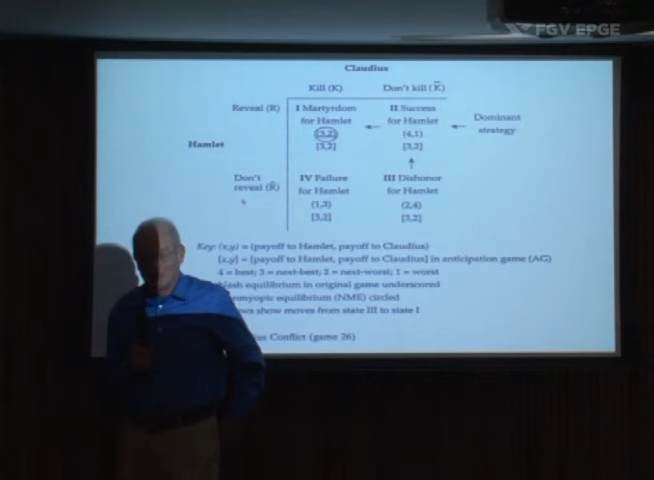 FGV EPGE
Claudius
Kill (K) Don't kill (K̅)
Reveal (R) I Martyrdom II Success Dominant
for Hamlet for Hamlet strategy
(3,2) (4,1)
[3,2] [3,2]
Hamlet
Don't IV Failure III Dishonor
reveal (R̅) for Hamlet for Hamlet
(1,3) (2,4)
[3,2] [3,2]
Key: (x,y) = (payoff to Hamlet, payoff to Claudius)
[x,y] = [payoff to Hamlet, payoff to Claudius] in anticipation game (AG)
4 = best; 3 = next-best; 2 = next-worst; 1 = worst
equilibrium in original game underscored
equilibrium (NME) circled
show moves from state III to state I
Conflict (game 26)